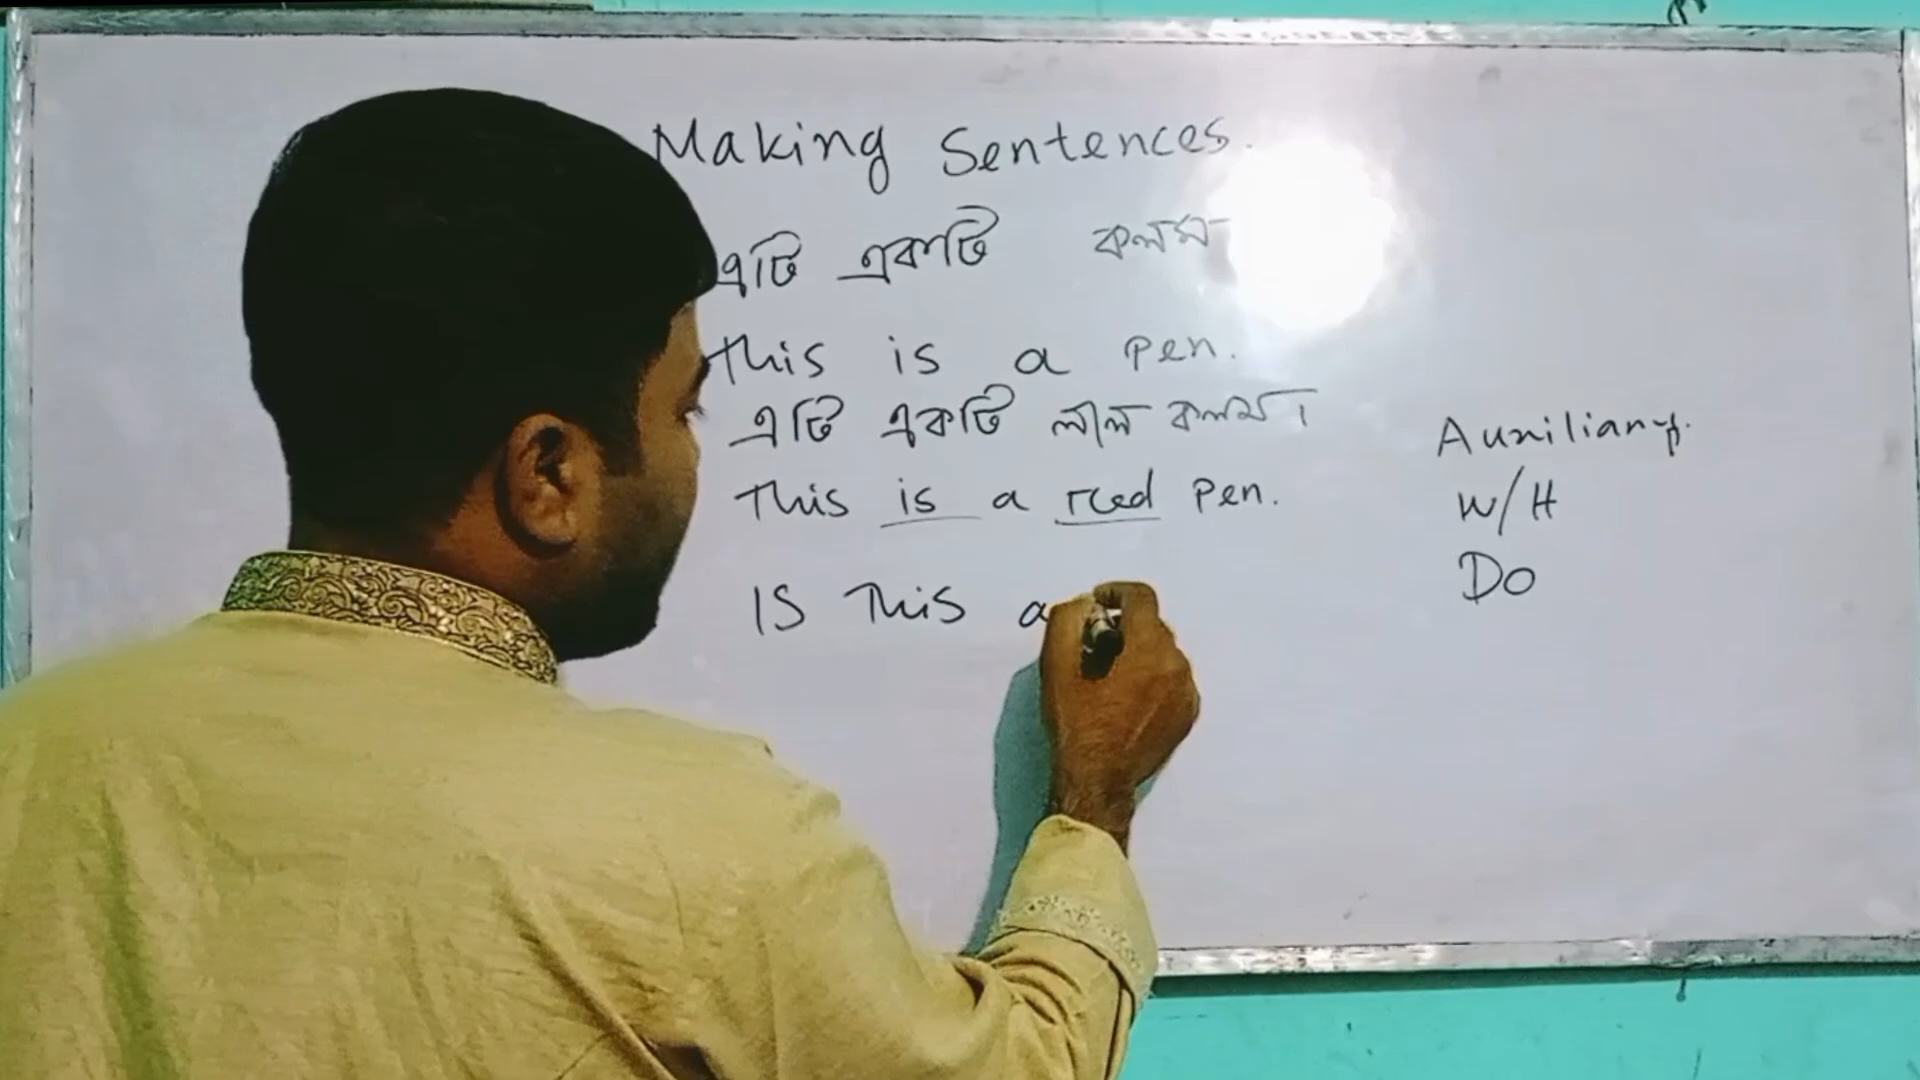 Making Sentences.
এটি একটি কলম
This is a pen.
এটি একটি লাল কলম।
This is a red pen.
IS This a
Auxiliary.
W/H
DO